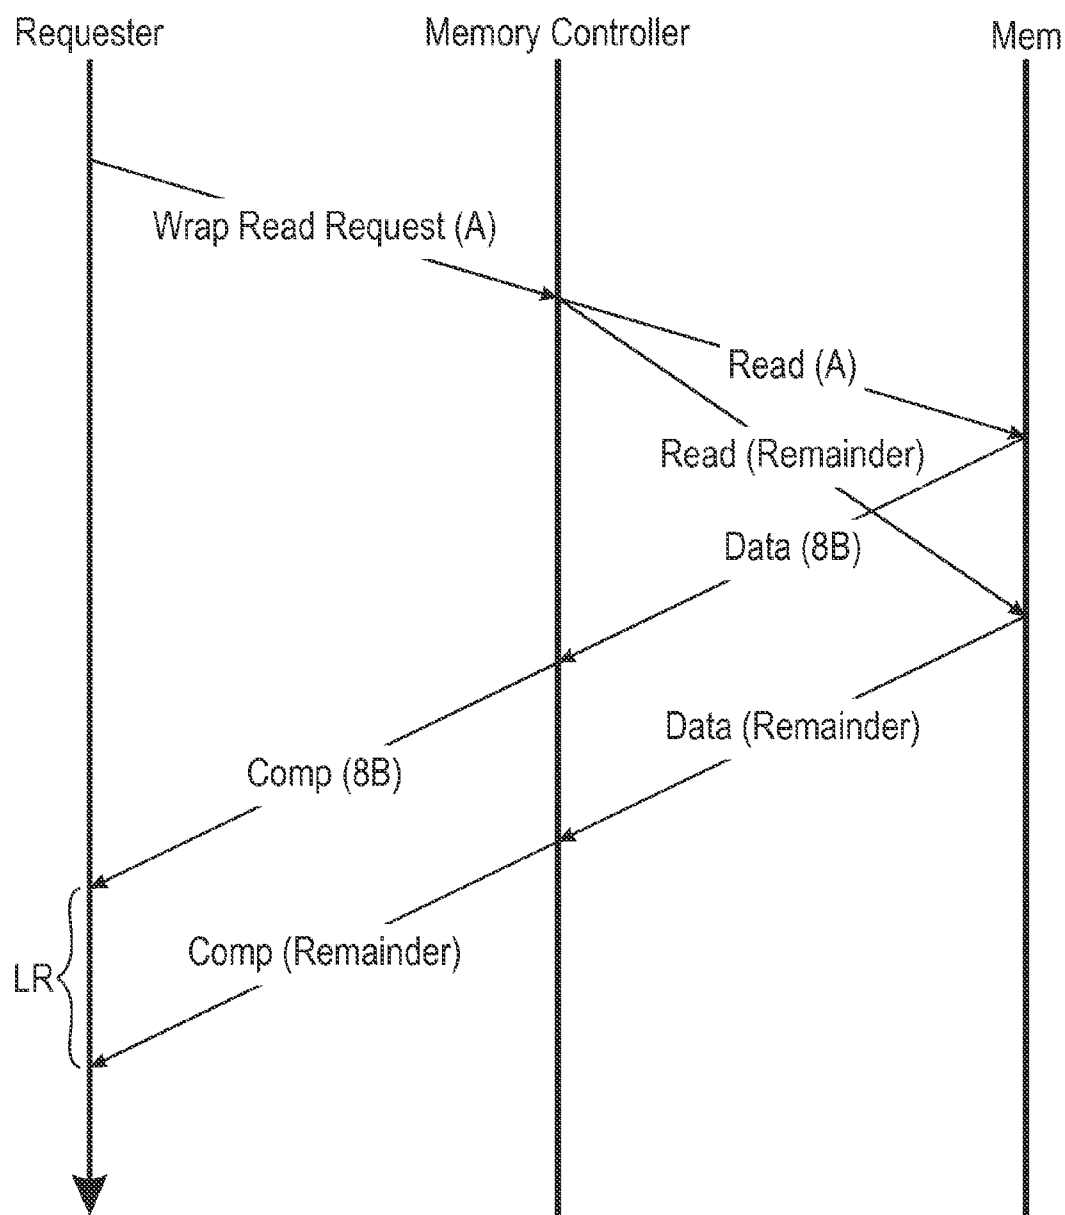 Requester
Memory Controller
Mem
Wrap Read Request (A)
Read (A)
Read (Remainder)
Data (8B)
Data (Remainder)
Comp (8B)
Comp (Remainder)
LR